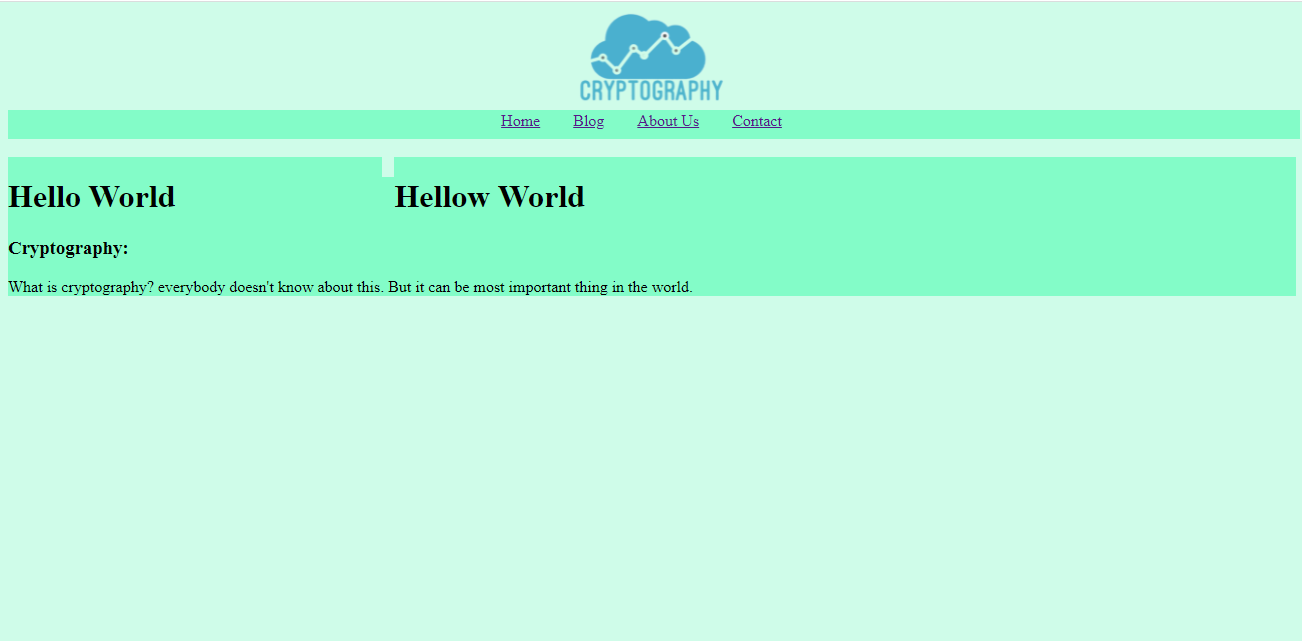 CRYPTOGRAPHY
Home Blog About Us Contact
Hello World
Hellow World
Cryptography:
What is cryptography? everybody doesn't know about this. But it can be most important thing in the world.